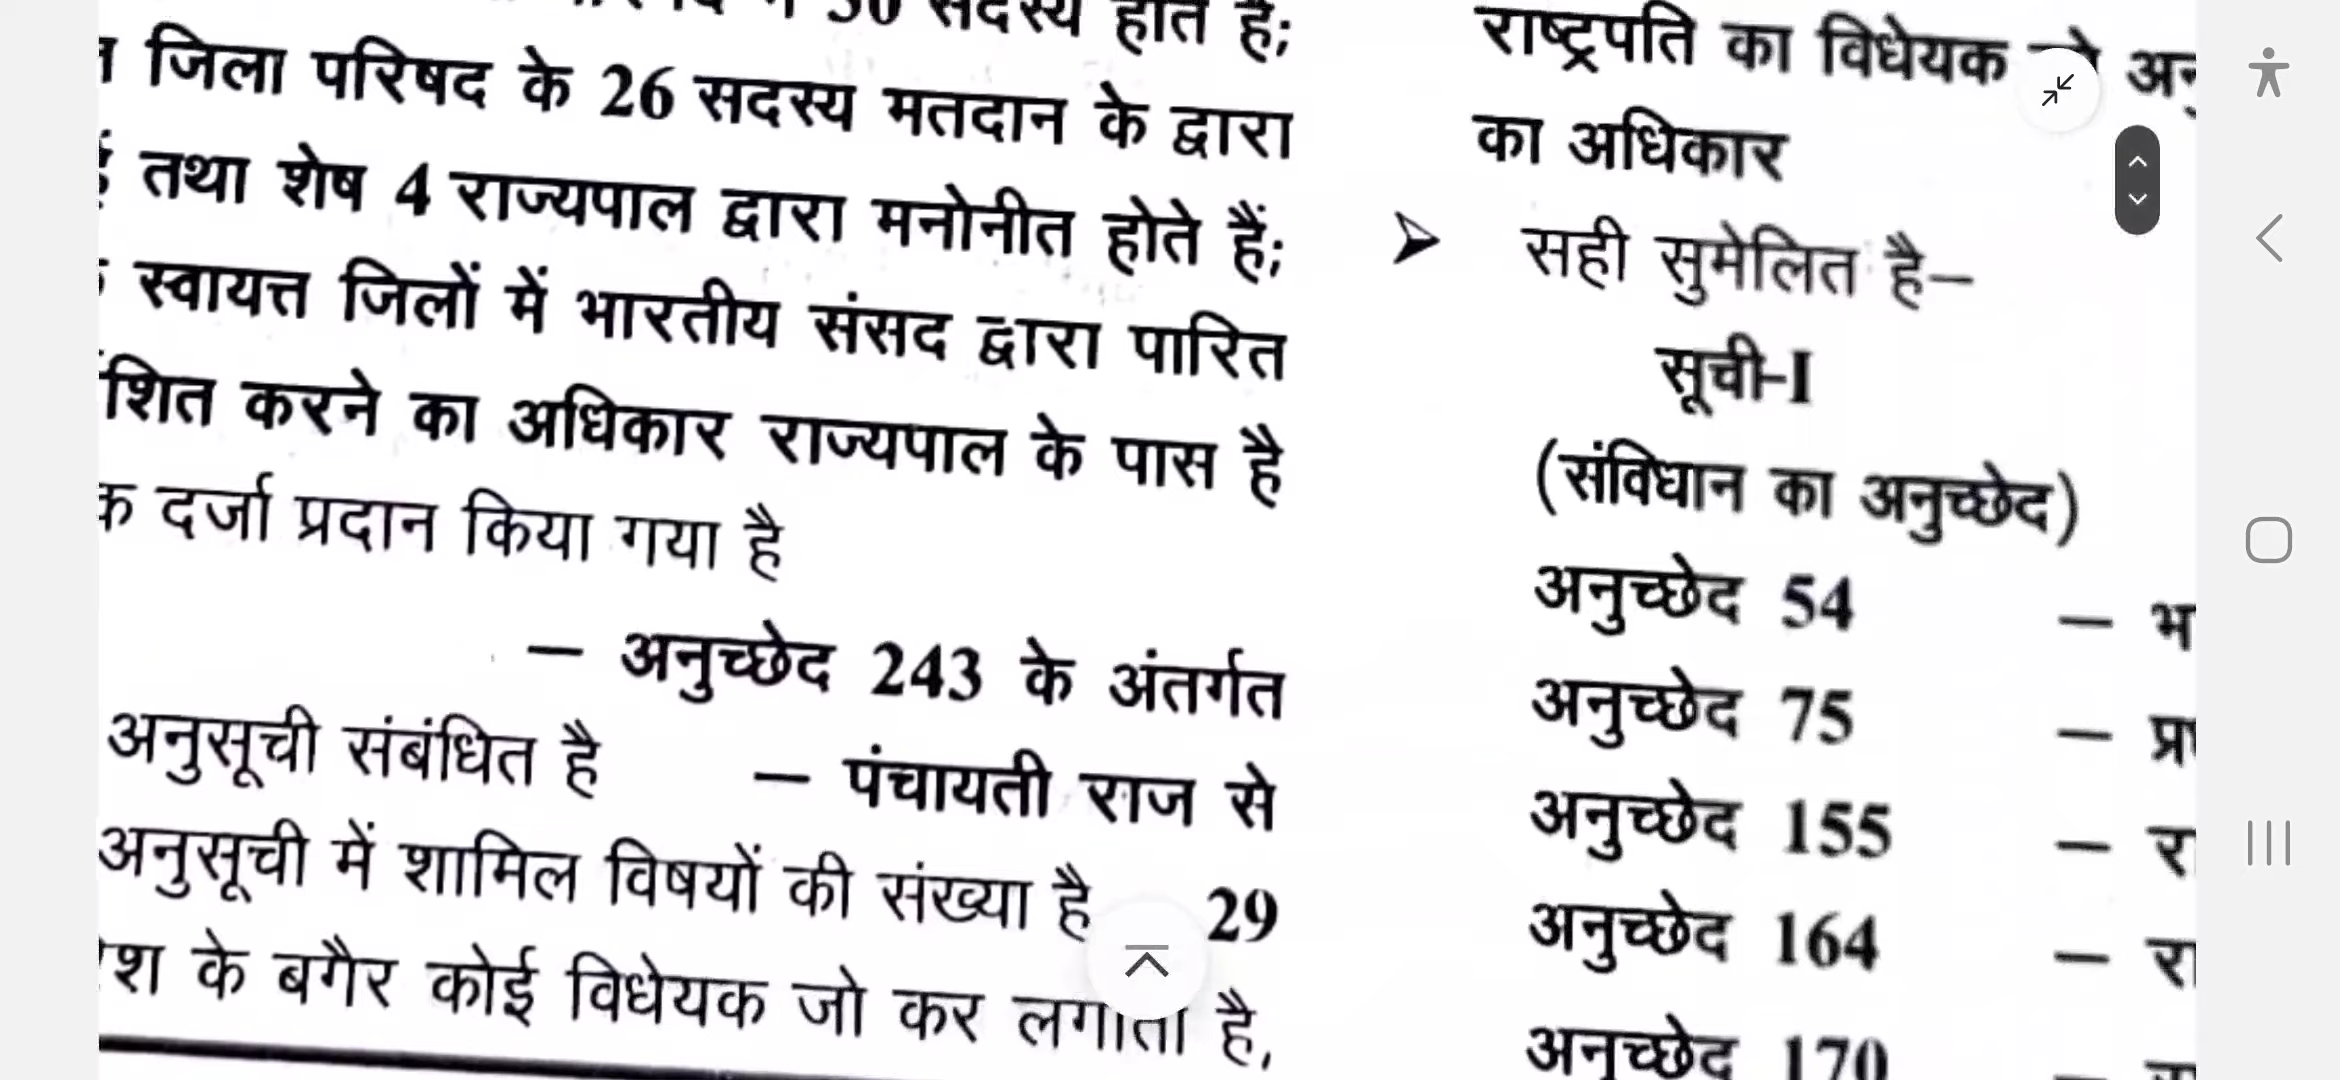 30 सदस्य होते हैं;
जिला परिषद के 26 सदस्य मतदान के द्वारा
तथा शेष 4 राज्यपाल द्वारा मनोनीत होते हैं;
स्वायत्त जिलों में भारतीय संसद द्वारा पारित
शित करने का अधिकार राज्यपाल के पास है
क दर्जा प्रदान किया गया है
– अनुच्छेद 243 के अंतर्गत
अनुसूची संबंधित है – पंचायती राज से
अनुसूची में शामिल विषयों की संख्या है 29
श के बगैर कोई विधेयक जो कर लगाता है,
राष्ट्रपति का विधेयक
का अधिकार
➤ सही सुमेलित है–
सूची-I
(संविधान का अनुच्छेद)
अनुच्छेद 54 –
अनुच्छेद 75 –
अनुच्छेद 155 –
अनुच्छेद 164 –
अनुच्छेद 170 –